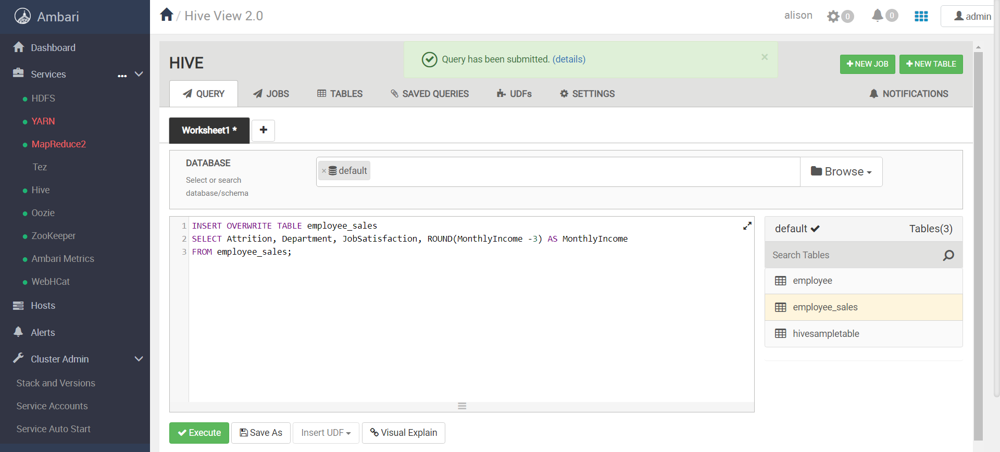 Ambari
Dashboard
Services ...
HDFS
YARN
MapReduce2
Tez
Hive
Oozie
ZooKeeper
Ambari Metrics
WebHCat
Hosts
Alerts
Cluster Admin
Stack and Versions
Service Accounts
Service Auto Start
/ Hive View 2.0
alison 0 0 admin
HIVE
Query has been submitted. (details) ×
+ NEW JOB + NEW TABLE
QUERY JOBS TABLES SAVED QUERIES UDFs SETTINGS NOTIFICATIONS
Worksheet1 * +
DATABASE
Select or search
database/schema
× default
Browse
1 INSERT OVERWRITE TABLE employee_sales
2 SELECT Attrition, Department, JobSatisfaction, ROUND(MonthlyIncome -3) AS MonthlyIncome
3 FROM employee_sales;
default Tables(3)
Search Tables
employee
employee_sales
hivesampletable
Execute Save As Insert UDF Visual Explain